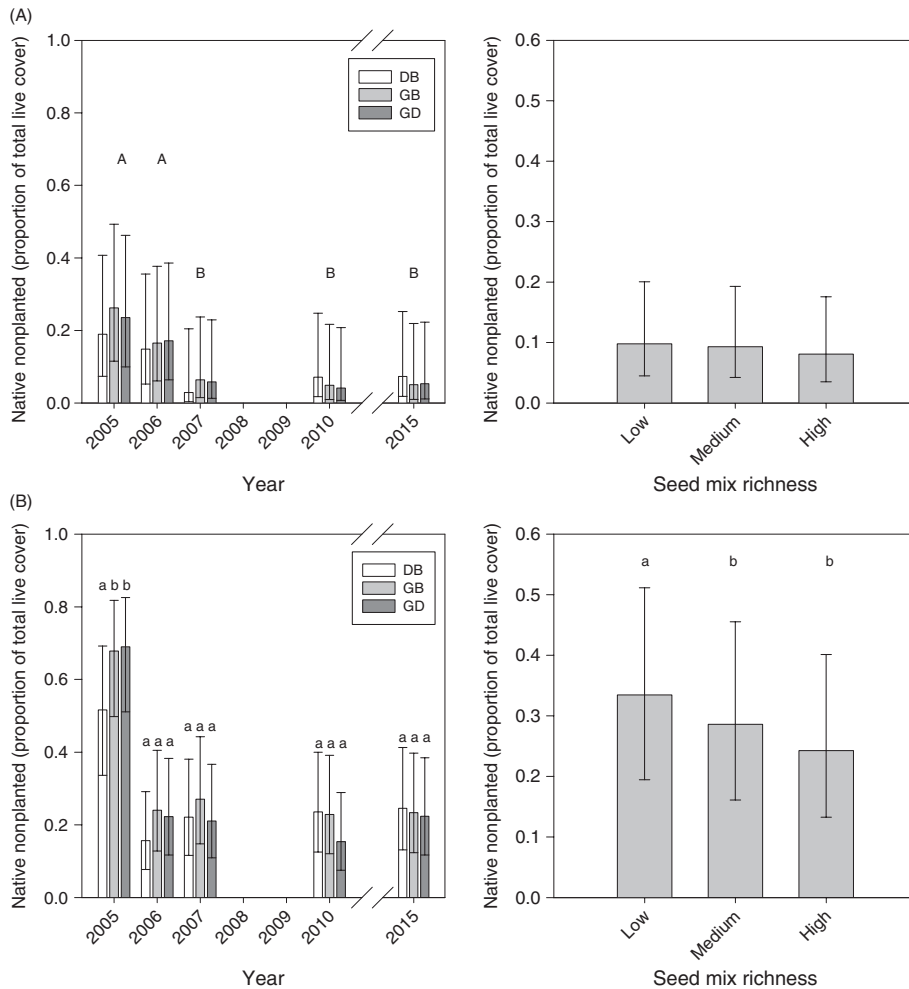 (A)
Native nonplanted (proportion of total live cover)
1.0
0.8
0.6
0.4
0.2
0.0
DB
GB
GD
A A
B B B
2005 2006 2007 2008 2009 2010 2015
Year
Native nonplanted (proportion of total live cover)
0.6
0.5
0.4
0.3
0.2
0.1
0.0
Low Medium High
Seed mix richness
(B)
Native nonplanted (proportion of total live cover)
1.0
0.8
0.6
0.4
0.2
0.0
DB
GB
GD
a b b
a a a a a a a a a a a a
2005 2006 2007 2008 2009 2010 2015
Year
Native nonplanted (proportion of total live cover)
0.6
0.5
0.4
0.3
0.2
0.1
0.0
a b b
Low Medium High
Seed mix richness